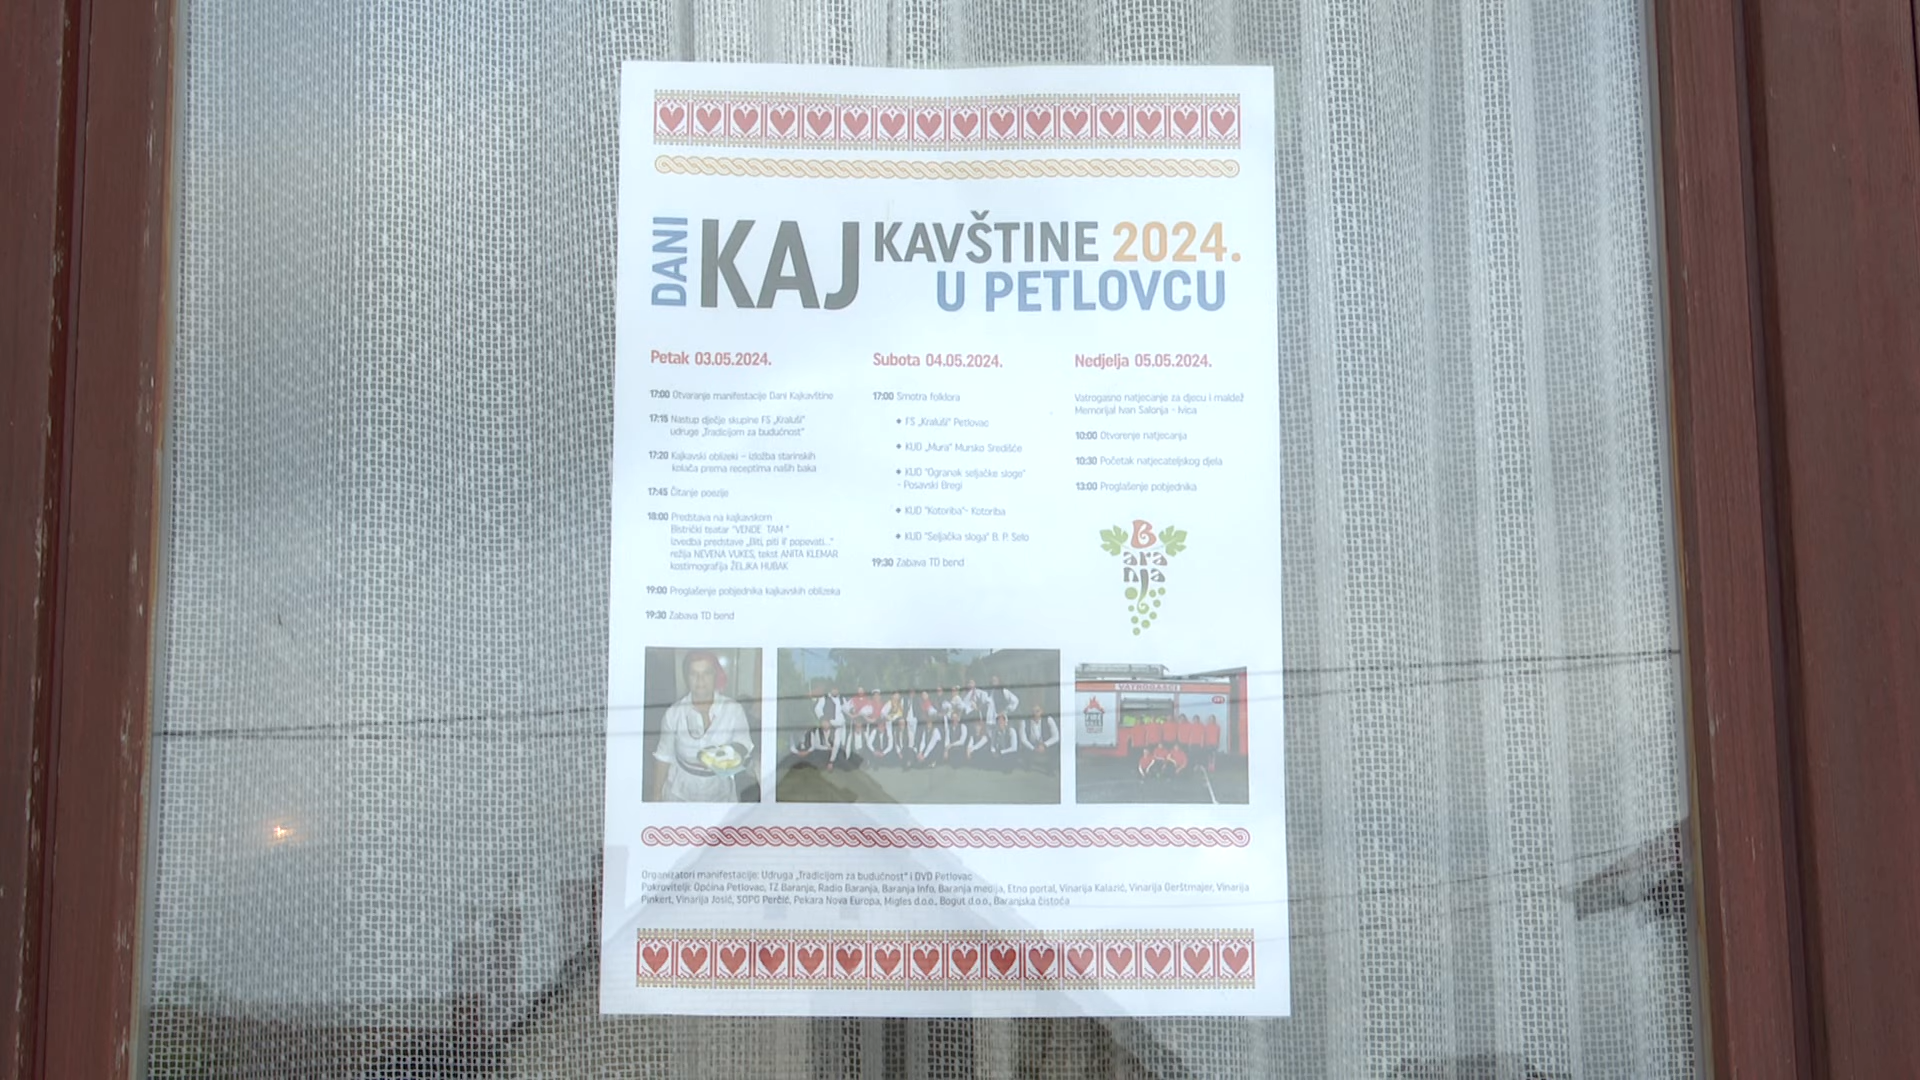 DANI KAJ KAVŠTINE 2024.
U PETLOVCU
Petak 03.05.2024.
17:00 Otvaranje manifestacije Dani Kajkavštine
17:15 Nastup dječje skupine FS „Kraluši"
udruge „Tradicijom za budućnost"
17:20 Kajkavski oblizeki – izložba starinskih
kolača prema receptima naših baka
17:45 Čitanje poezije
18:00 Predstava na kajkavskom
Bistrički teatar "VENDE TAM"
Izvedba predstave „Biti, piti il' popevati..."
režija NEVENA VUKES, tekst ANITA KLEMAR
kostimografija ŽELJKA HUBAK
19:00 Proglašenje pobjednika kajkavskih oblizeka
19:30 Zabava TD bend
Subota 04.05.2024.
17:00 Smotra folklora
• FS „Kraluši" Petlovac
• KUD „Mura" Mursko Središće
• KUD "Ogranak seljačke sloge"
- Posavski Bregi
• KUD "Kotoriba"- Kotoriba
• KUD "Seljačka sloga" B. P. Selo
19:30 Zabava TD bend
Nedjelja 05.05.2024.
Vatrogasno natjecanje za djecu i maldež
Memorijal Ivan Salonja - Ivica
10:00 Otvorenje natjecanja
10:30 Početak natjecateljskog djela
13:00 Proglašenje pobjednika
B
ara
nja
VATROGASCI
Organizatori manifestacije: Udruga „Tradicijom za budućnost" i DVD Petlovac
Pokrovitelji: Općina Petlovac, TZ Baranja, Radio Baranja, Baranja Info, Baranja medija, Etno portal, Vinarija Kalazić, Vinarija Gerštmajer, Vinarija
Pinkert, Vinarija Josić, SOPG Perčić, Pekara Nova Europa, Migles d.o.o., Bogut d.o.o., Baranjska čistoća